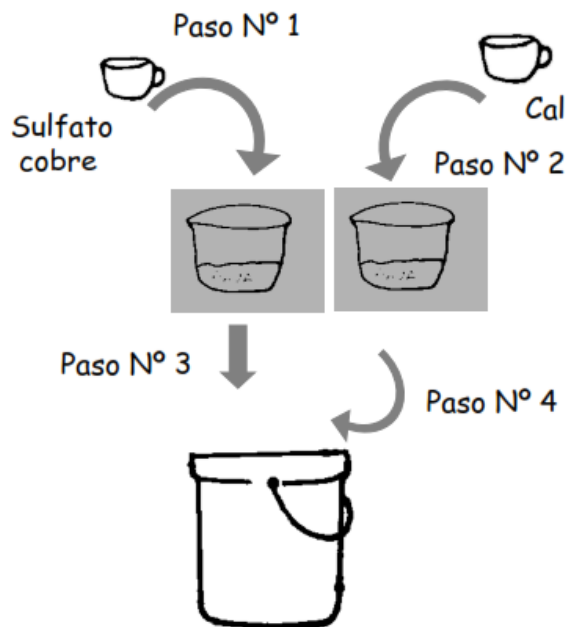 Paso Nº 1
Sulfato
cobre
Cal
Paso Nº 2
Paso Nº 3
Paso Nº 4